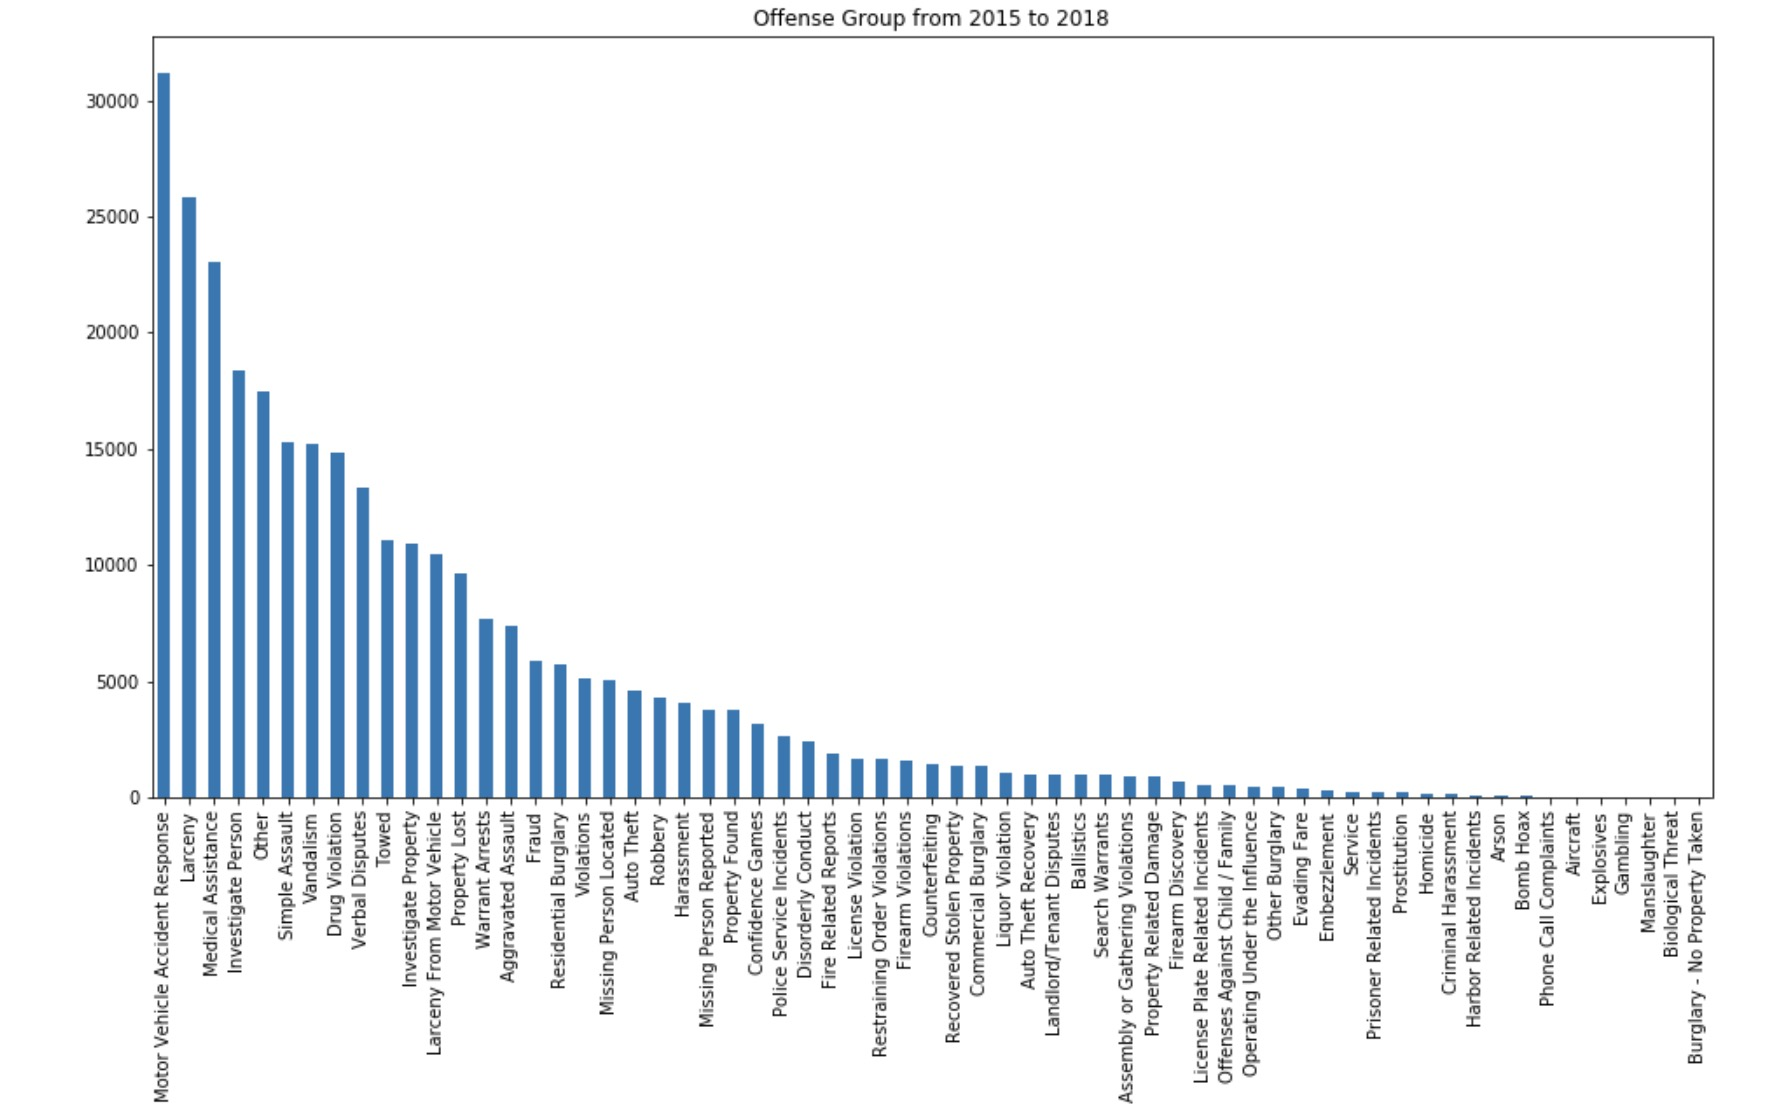 Offense Group from 2015 to 2018
30000
25000
20000
15000
10000
5000
0
Motor Vehicle Accident Response
Larceny
Medical Assistance
Investigate Person
Other
Simple Assault
Vandalism
Drug Violation
Verbal Disputes
Towed
Investigate Property
Larceny From Motor Vehicle
Property Lost
Warrant Arrests
Aggravated Assault
Fraud
Residential Burglary
Violations
Missing Person Located
Auto Theft
Robbery
Harassment
Missing Person Reported
Property Found
Confidence Games
Police Service Incidents
Disorderly Conduct
Fire Related Reports
License Violation
Restraining Order Violations
Firearm Violations
Counterfeiting
Recovered Stolen Property
Commercial Burglary
Liquor Violation
Auto Theft Recovery
Landlord/Tenant Disputes
Ballistics
Search Warrants
Assembly or Gathering Violations
Property Related Damage
Firearm Discovery
License Plate Related Incidents
Offenses Against Child / Family
Operating Under the Influence
Other Burglary
Evading Fare
Embezzlement
Service
Prisoner Related Incidents
Prostitution
Homicide
Criminal Harassment
Harbor Related Incidents
Arson
Bomb Hoax
Phone Call Complaints
Aircraft
Explosives
Gambling
Manslaughter
Biological Threat
Burglary - No Property Taken